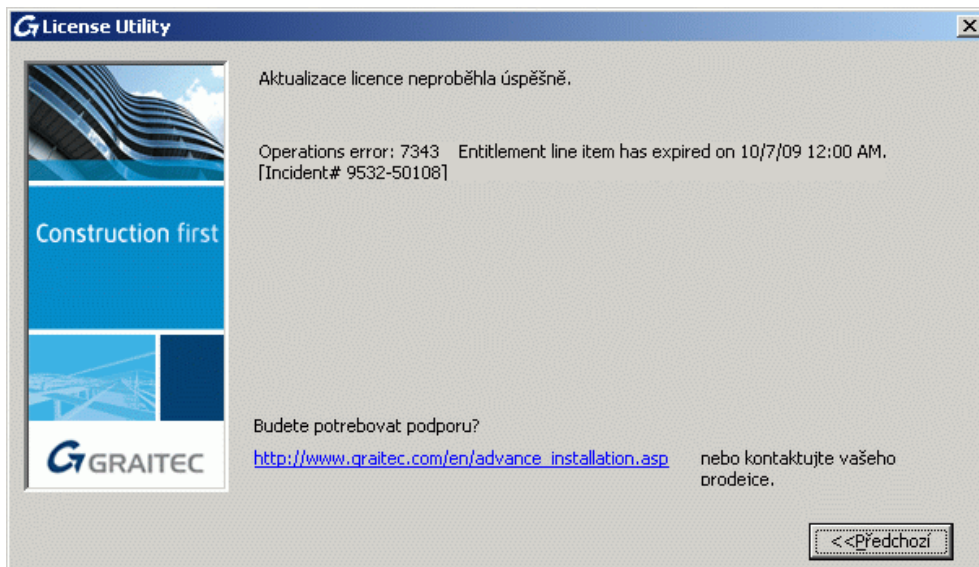 License Utility
Aktualizace licence neproběhla úspěšně.
Operations error: 7343 Entitlement line item has expired on 10/7/09 12:00 AM.
[Incident# 9532-50108]
Construction first
GRAITEC
Budete potrebovat podporu?
http://www.graitec.com/en/advance_installation.asp
nebo kontaktujte vašeho
prodejce.
<<Předchozí